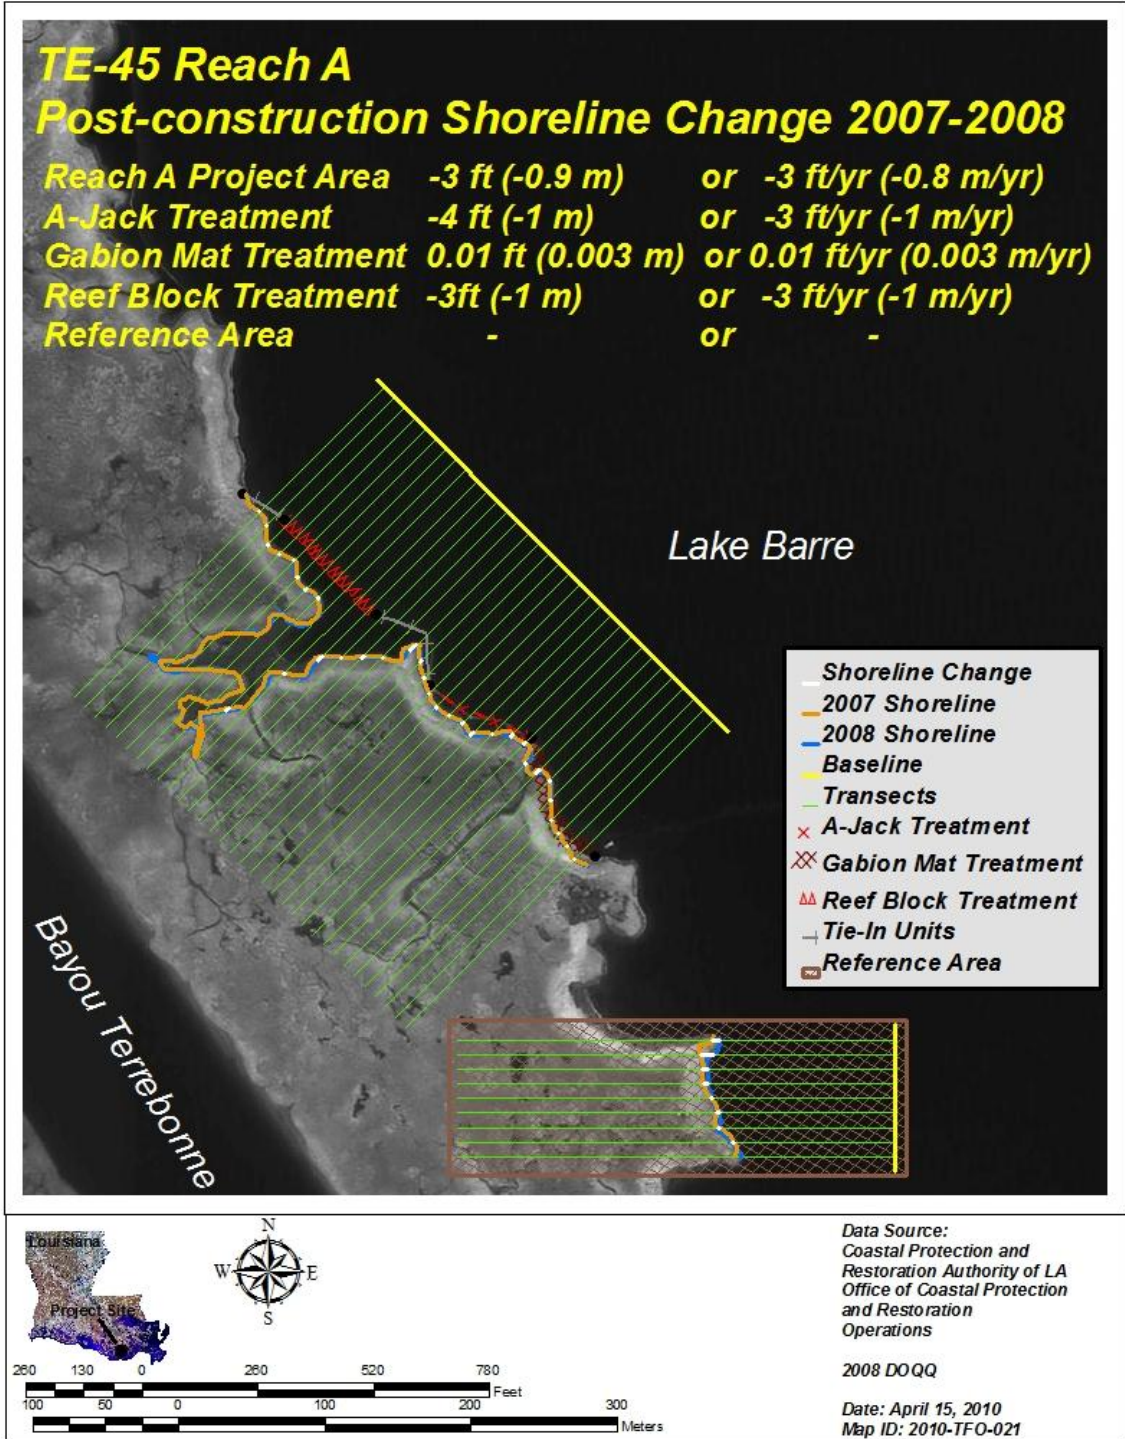 TE-45 Reach A
Post-construction Shoreline Change 2007-2008
Reach A Project Area -3 ft (-0.9 m) or -3 ft/yr (-0.8 m/yr)
A-Jack Treatment -4 ft (-1 m) or -3 ft/yr (-1 m/yr)
Gabion Mat Treatment 0.01 ft (0.003 m) or 0.01 ft/yr (0.003 m/yr)
Reef Block Treatment -3ft (-1 m) or -3 ft/yr (-1 m/yr)
Reference Area - or -
Lake Barre
Shoreline Change
2007 Shoreline
2008 Shoreline
Baseline
Transects
A-Jack Treatment
Gabion Mat Treatment
Reef Block Treatment
Tie-In Units
Reference Area
Bayou Terrebonne
Louisiana
Project Site
N
W E
S
260 130 0 260 520 780
Feet
100 50 0 100 200 300
Meters
Data Source:
Coastal Protection and
Restoration Authority of LA
Office of Coastal Protection
and Restoration
Operations
2008 DOQQ
Date: April 15, 2010
Map ID: 2010-TFO-021